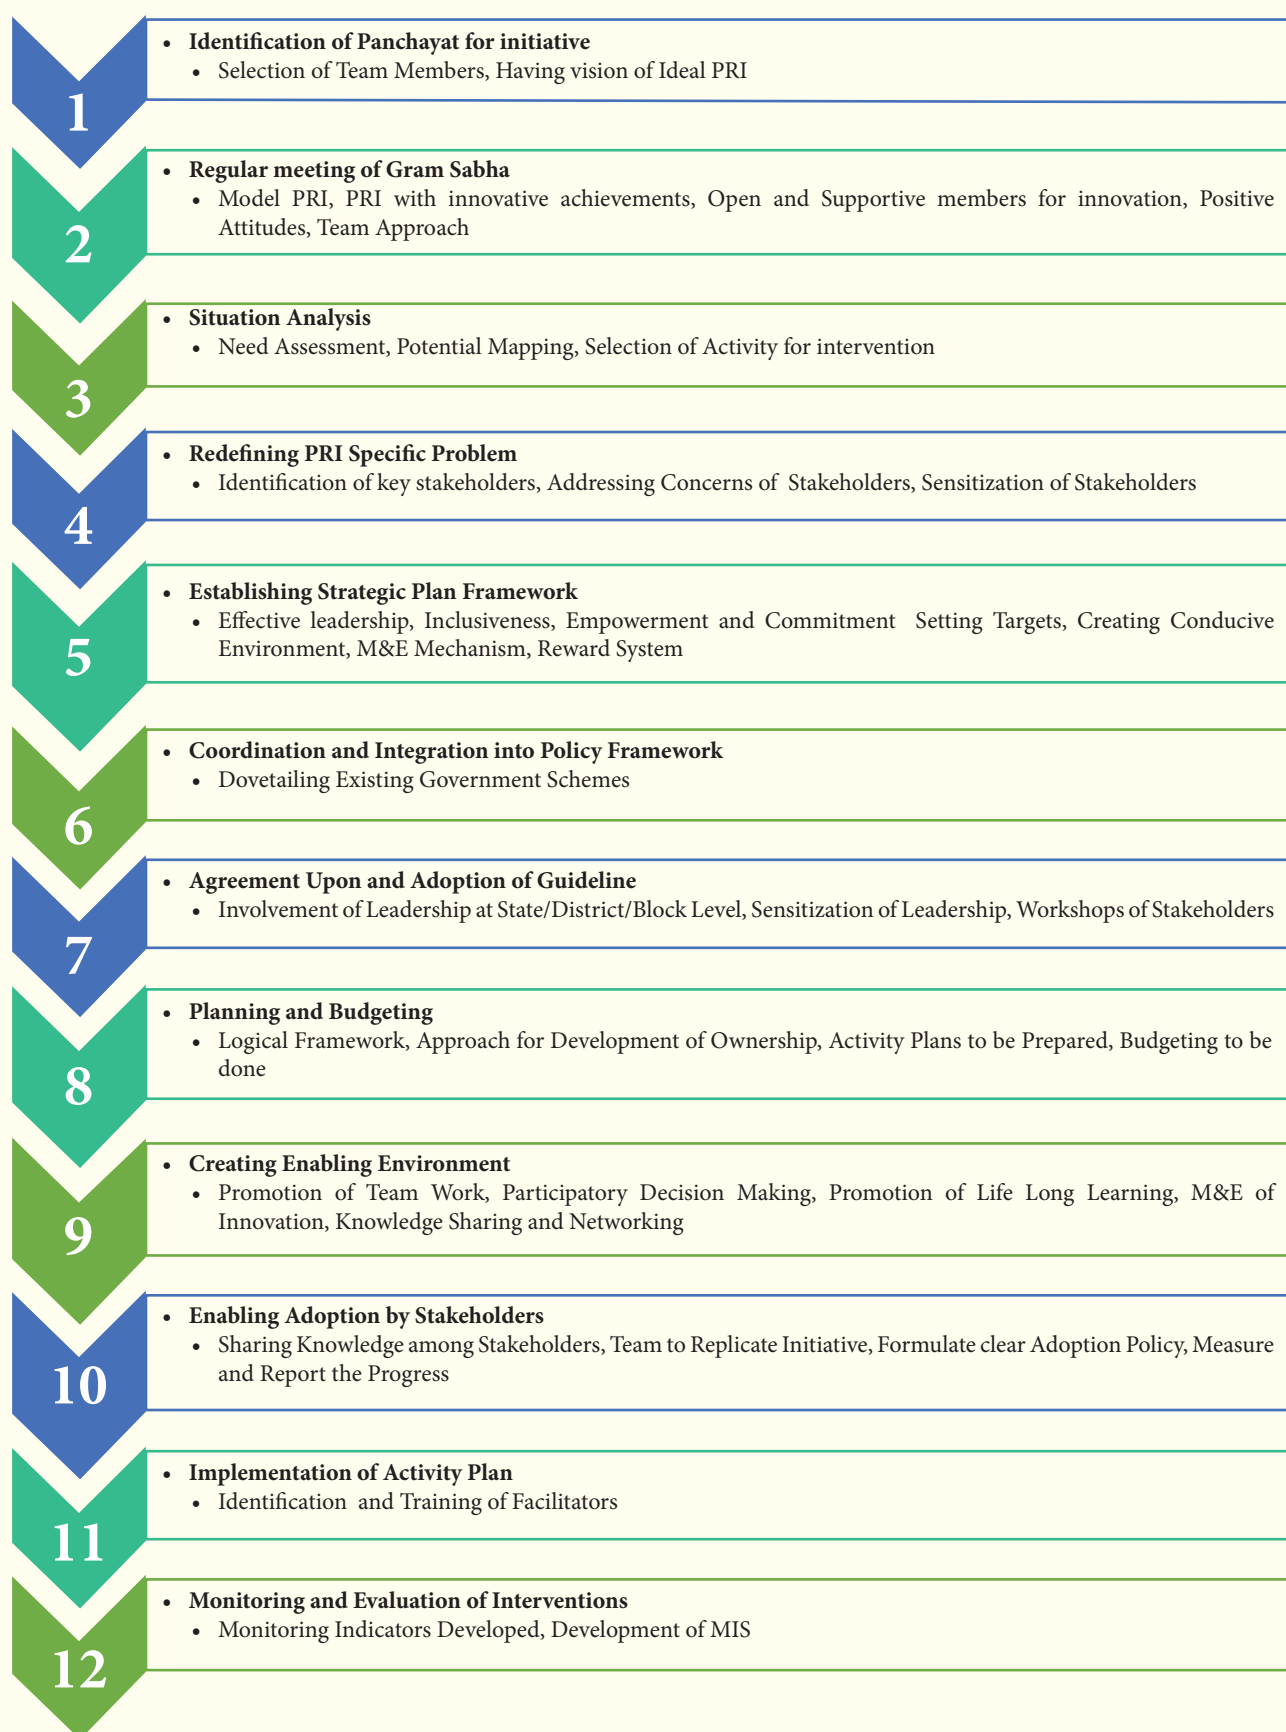 1
• Identification of Panchayat for initiative
• Selection of Team Members, Having vision of Ideal PRI
2
• Regular meeting of Gram Sabha
• Model PRI, PRI with innovative achievements, Open and Supportive members for innovation, Positive
Attitudes, Team Approach
3
• Situation Analysis
• Need Assessment, Potential Mapping, Selection of Activity for intervention
4
• Redefining PRI Specific Problem
• Identification of key stakeholders, Addressing Concerns of Stakeholders, Sensitization of Stakeholders
5
• Establishing Strategic Plan Framework
• Effective leadership, Inclusiveness, Empowerment and Commitment Setting Targets, Creating Conducive
Environment, M&E Mechanism, Reward System
6
• Coordination and Integration into Policy Framework
• Dovetailing Existing Government Schemes
7
• Agreement Upon and Adoption of Guideline
• Involvement of Leadership at State/District/Block Level, Sensitization of Leadership, Workshops of Stakeholders
8
• Planning and Budgeting
• Logical Framework, Approach for Development of Ownership, Activity Plans to be Prepared, Budgeting to be
done
9
• Creating Enabling Environment
• Promotion of Team Work, Participatory Decision Making, Promotion of Life Long Learning, M&E of
Innovation, Knowledge Sharing and Networking
10
• Enabling Adoption by Stakeholders
• Sharing Knowledge among Stakeholders, Team to Replicate Initiative, Formulate clear Adoption Policy, Measure
and Report the Progress
11
• Implementation of Activity Plan
• Identification and Training of Facilitators
12
• Monitoring and Evaluation of Interventions
• Monitoring Indicators Developed, Development of MIS